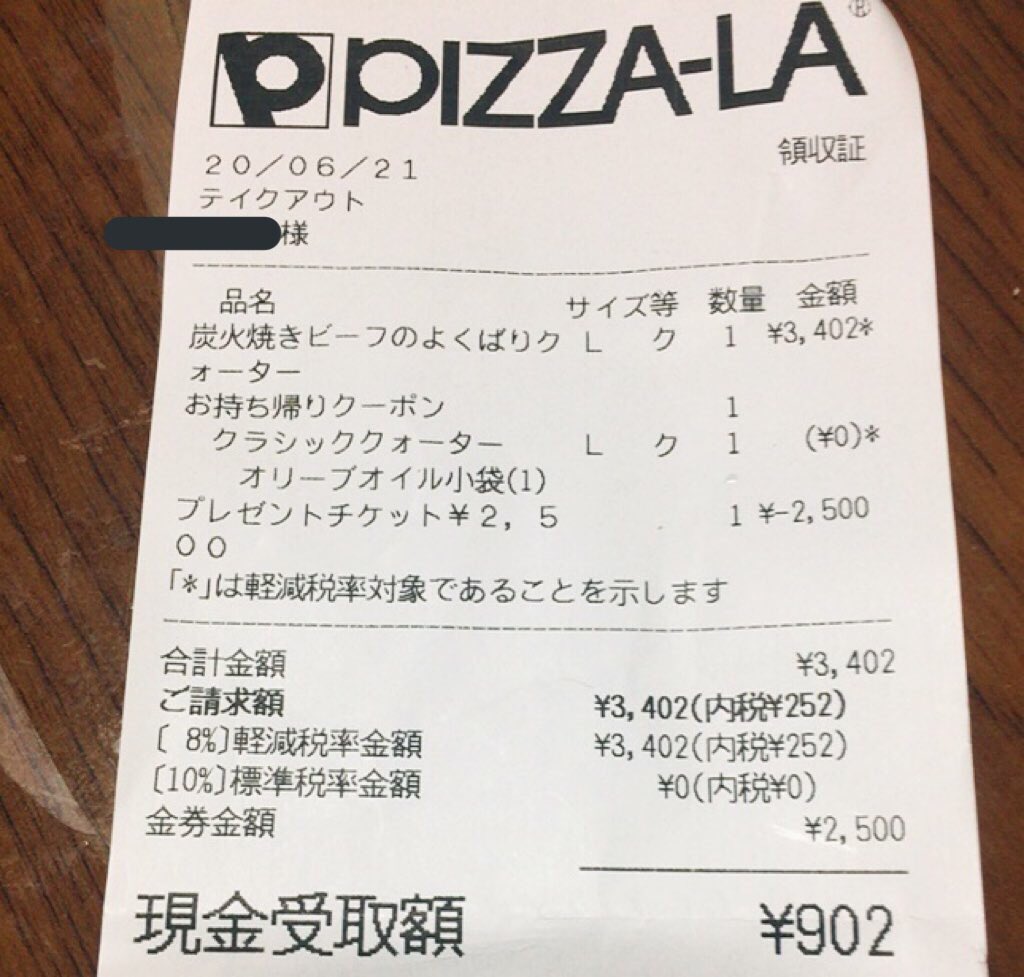 PIZZA-LA®
領収証
20/06/21
テイクアウト
様
品名 サイズ等 数量 金額
炭火焼きビーフのよくばりク L ク 1 ¥3,402*
ォーター
お持ち帰りクーポン 1
クラシッククォーター L ク 1 (¥0)*
オリーブオイル小袋(1)
プレゼントチケット¥2,5 1 ¥-2,500
00
「*」は軽減税率対象であることを示します
合計金額 ¥3,402
ご請求額 ¥3,402(内税¥252)
[ 8%]軽減税率金額 ¥3,402(内税¥252)
[10%]標準税率金額 ¥0(内税¥0)
金券金額 ¥2,500
現金受取額 ¥902